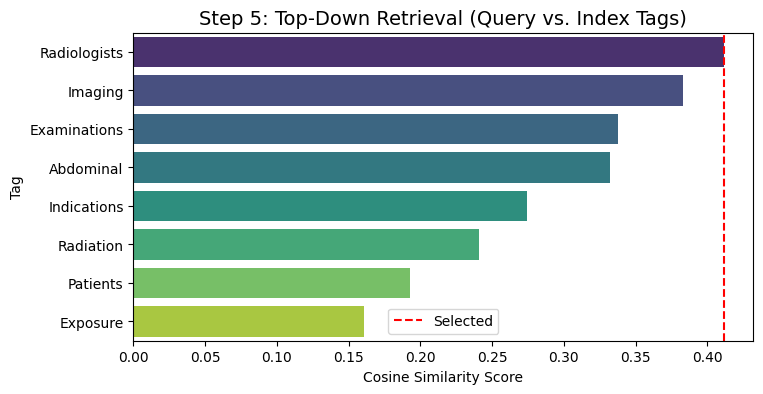 Step 5: Top-Down Retrieval (Query vs. Index Tags)
Tag
Radiologists
Imaging
Examinations
Abdominal
Indications
Radiation
Patients
Exposure
Selected
0.00 0.05 0.10 0.15 0.20 0.25 0.30 0.35 0.40
Cosine Similarity Score